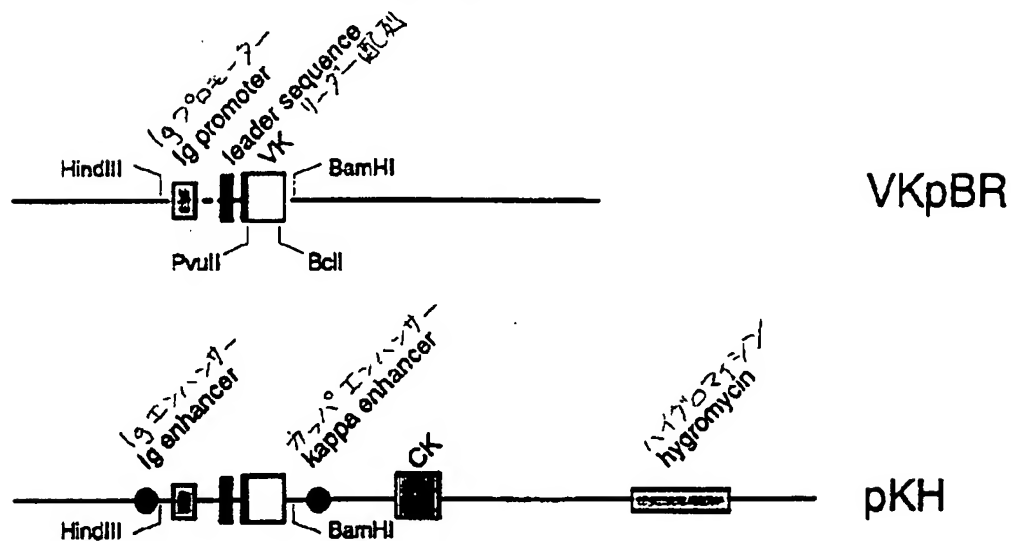 Igプロモーター
Ig promoter
leader sequence
リーダー配列
VK
HindIII
BamHI
VKpBR
PvuII
BclI
Igエンハンサー
Ig enhancer
カッパエンハンサー
kappa enhancer
CK
ハイグロマイシン
hygromycin
HindIII
BamHI
pKH